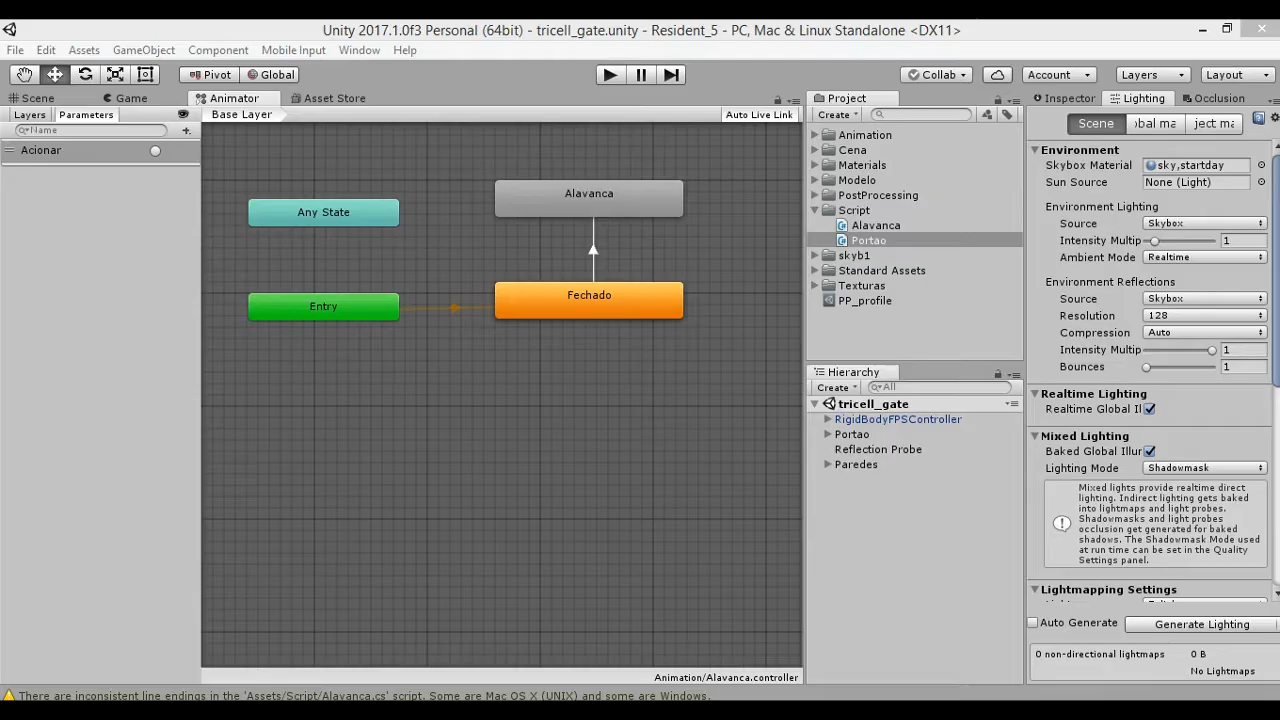 Unity 2017.1.0f3 Personal (64bit) - tricell_gate.unity - Resident_5 - PC, Mac & Linux Standalone <DX11>
File Edit Assets GameObject Component Mobile Input Window Help
Pivot Global Collab Account Layers Layout
Scene Game Animator Asset Store
Layers Parameters Base Layer Auto Live Link
Name
Acionar
Any State
Alavanca
Entry
Fechado
Animation/Alavanca.controller
Project
Create
Animation
Cena
Materials
Modelo
PostProcessing
Script
Alavanca
Portao
skyb1
Standard Assets
Texturas
PP_profile
Hierarchy
Create All
tricell_gate
RigidBodyFPSController
Portao
Reflection Probe
Paredes
Inspector Lighting Occlusion
Scene bal ma ject ma
Environment
Skybox Material sky,startday
Sun Source None (Light)
Environment Lighting
Source Skybox
Intensity Multip 1
Ambient Mode Realtime
Environment Reflections
Source Skybox
Resolution 128
Compression Auto
Intensity Multip 1
Bounces 1
Realtime Lighting
Realtime Global Il
Mixed Lighting
Baked Global Illur
Lighting Mode Shadowmask
Mixed lights provide realtime direct
lighting. Indirect lighting gets baked
into lightmaps and light probes.
Shadowmasks and light probes
occlusion get generated for baked
shadows. The Shadowmask Mode used
at run time can be set in the Quality
Settings panel.
Lightmapping Settings
Auto Generate Generate Lighting
0 non-directional lightmaps 0 B
No Lightmaps
There are inconsistent line endings in the 'Assets/Script/Alavanca.cs' script. Some are Mac OS X (UNIX) and some are Windows.